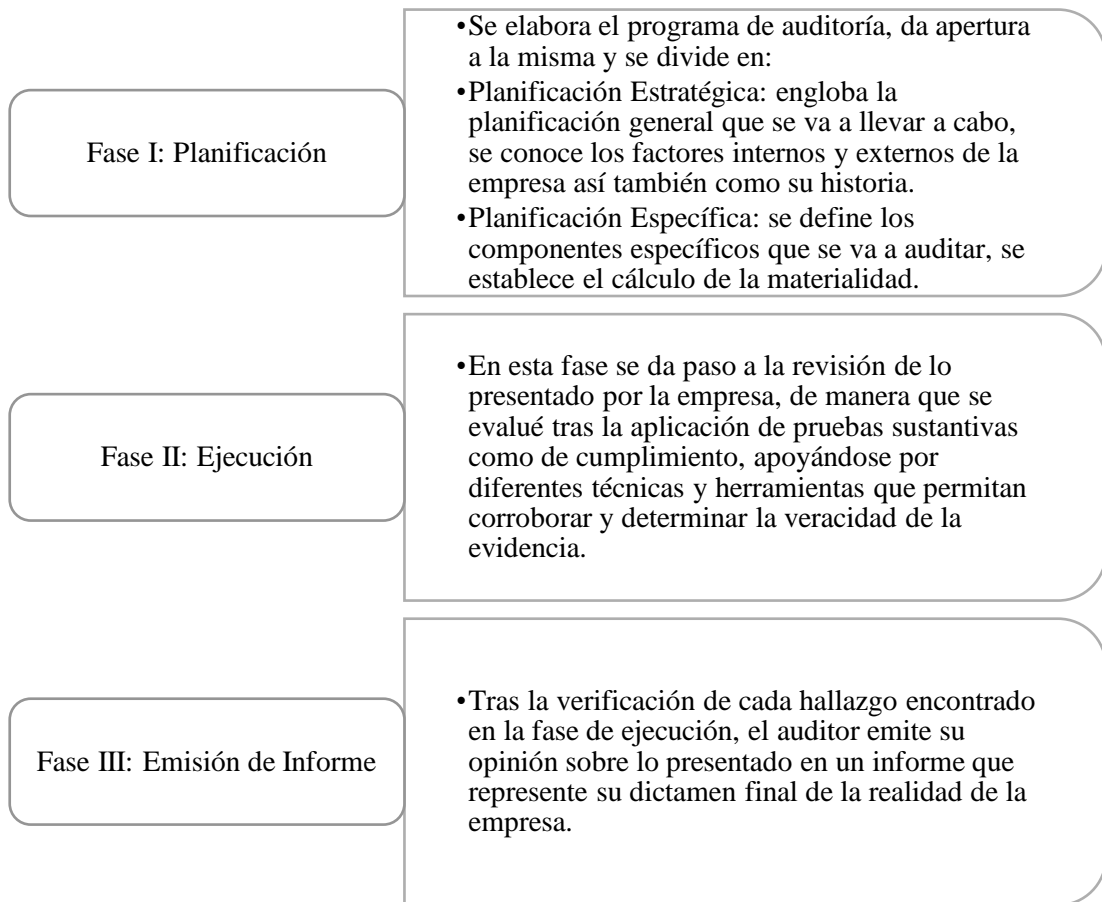 Fase I: Planificación
•Se elabora el programa de auditoría, da apertura
a la misma y se divide en:
•Planificación Estratégica: engloba la
planificación general que se va a llevar a cabo,
se conoce los factores internos y externos de la
empresa así también como su historia.
•Planificación Específica: se define los
componentes específicos que se va a auditar, se
establece el cálculo de la materialidad.
Fase II: Ejecución
•En esta fase se da paso a la revisión de lo
presentado por la empresa, de manera que se
evalué tras la aplicación de pruebas sustantivas
como de cumplimiento, apoyándose por
diferentes técnicas y herramientas que permitan
corroborar y determinar la veracidad de la
evidencia.
Fase III: Emisión de Informe
•Tras la verificación de cada hallazgo encontrado
en la fase de ejecución, el auditor emite su
opinión sobre lo presentado en un informe que
represente su dictamen final de la realidad de la
empresa.